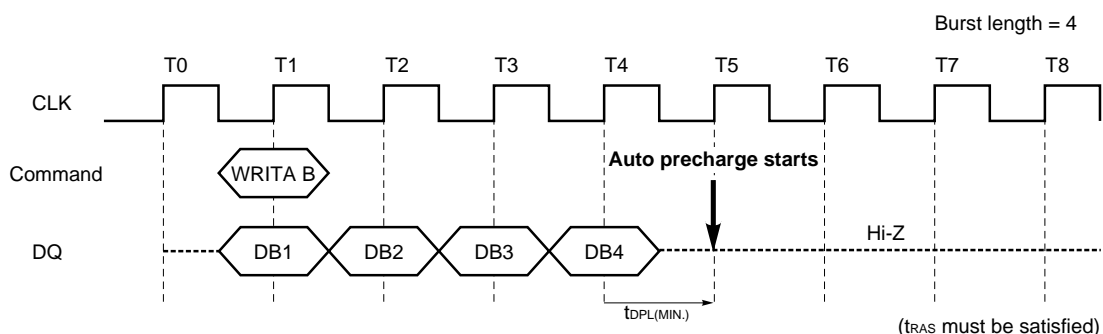 Burst length = 4
T0 T1 T2 T3 T4 T5 T6 T7 T8
CLK
Auto precharge starts
Command WRITA B
Hi-Z
DQ DB1 DB2 DB3 DB4
tDPL(MIN.)
(tRAS must be satisfied)